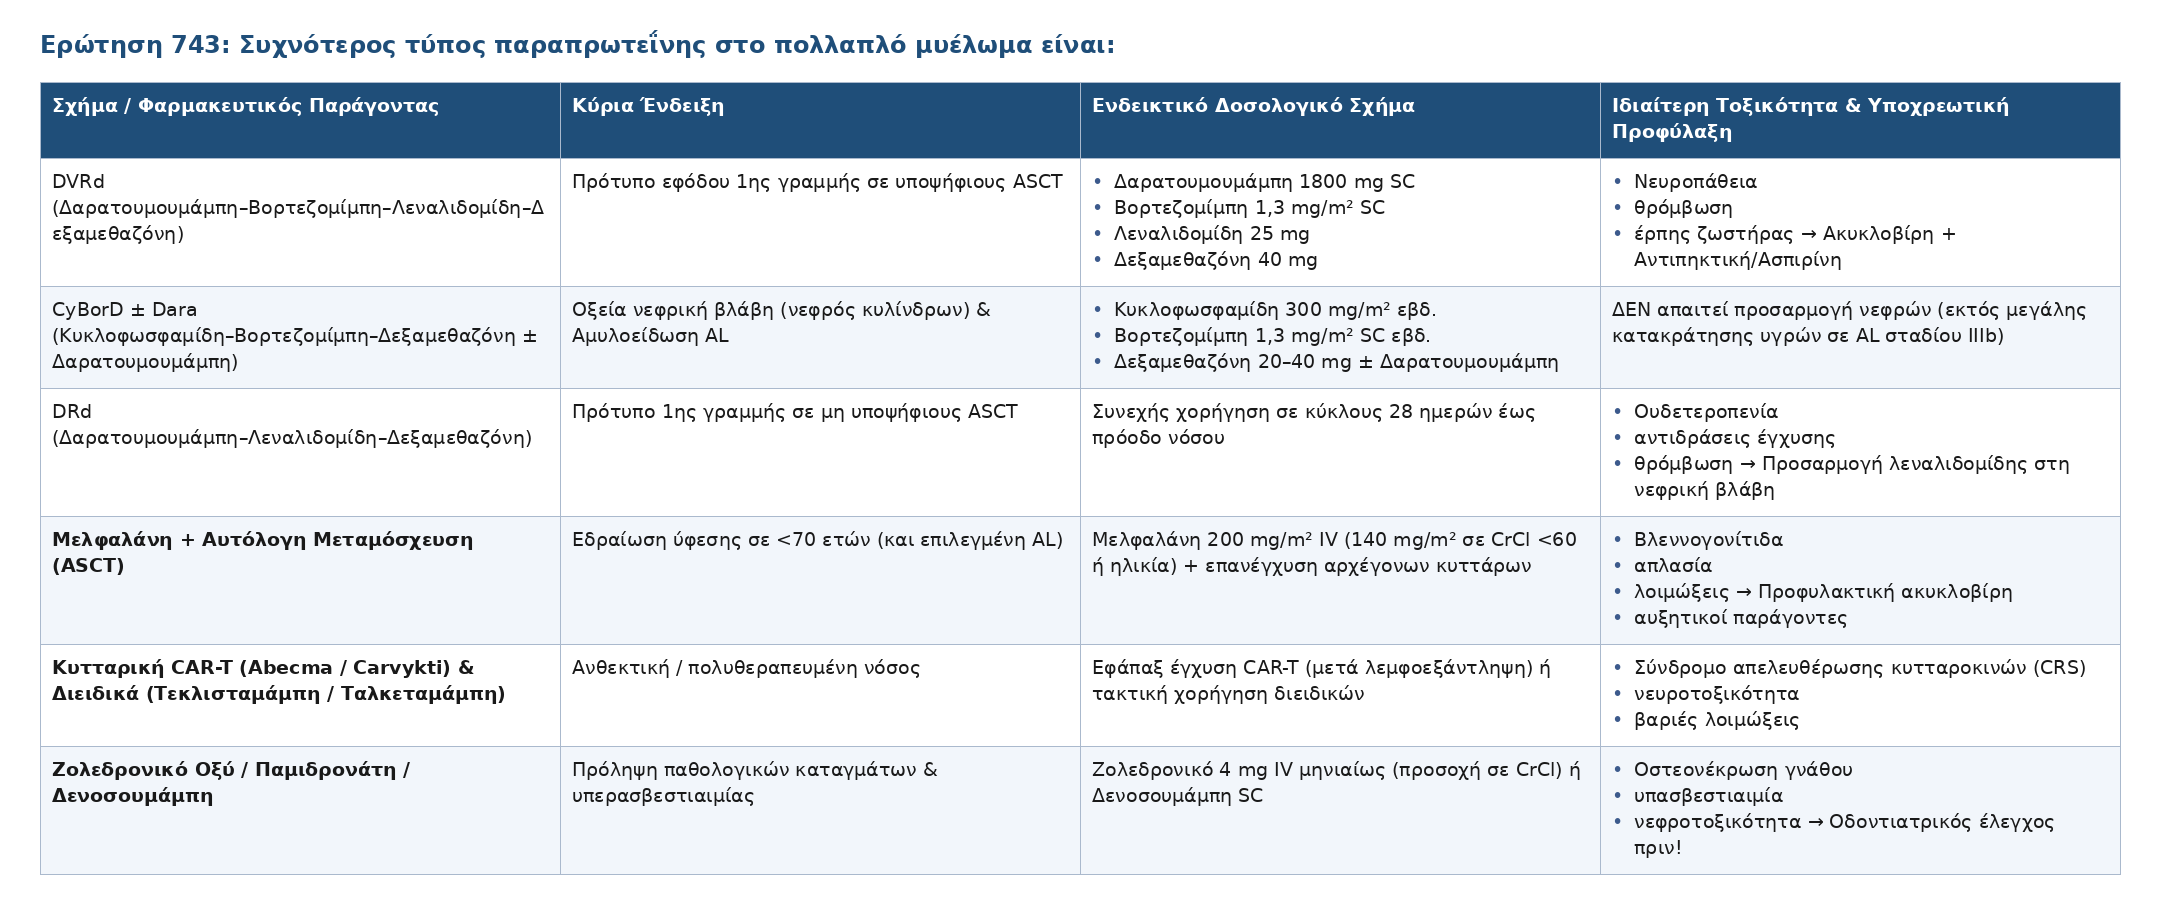 Ερώτηση 743: Συχνότερος τύπος παραπρωτεΐνης στο πολλαπλό μυέλωμα είναι:
Σχήμα / Φαρμακευτικός Παράγοντας
Κύρια Ένδειξη
Ενδεικτικό Δοσολογικό Σχήμα
Ιδιαίτερη Τοξικότητα & Υποχρεωτική
Προφύλαξη
DVRd
(Δαρατουμουμάμπη–Βορτεζομίμπη–Λεναλιδομίδη–Δ
εξαμεθαζόνη)
Πρότυπο εφόδου 1ης γραμμής σε υποψήφιους ASCT
• Δαρατουμουμάμπη 1800 mg SC
• Βορτεζομίμπη 1,3 mg/m² SC
• Λεναλιδομίδη 25 mg
• Δεξαμεθαζόνη 40 mg
• Νευροπάθεια
• θρόμβωση
• έρπης ζωστήρας → Ακυκλοβίρη +
Αντιπηκτική/Ασπιρίνη
CyBorD ± Dara
(Κυκλοφωσφαμίδη–Βορτεζομίμπη–Δεξαμεθαζόνη ±
Δαρατουμουμάμπη)
Οξεία νεφρική βλάβη (νεφρός κυλίνδρων) &
Αμυλοείδωση AL
• Κυκλοφωσφαμίδη 300 mg/m² εβδ.
• Βορτεζομίμπη 1,3 mg/m² SC εβδ.
• Δεξαμεθαζόνη 20–40 mg ± Δαρατουμουμάμπη
ΔΕΝ απαιτεί προσαρμογή νεφρών (εκτός μεγάλης
κατακράτησης υγρών σε AL σταδίου IIIb)
DRd
(Δαρατουμουμάμπη–Λεναλιδομίδη–Δεξαμεθαζόνη)
Πρότυπο 1ης γραμμής σε μη υποψήφιους ASCT
Συνεχής χορήγηση σε κύκλους 28 ημερών έως
πρόοδο νόσου
• Ουδετεροπενία
• αντιδράσεις έγχυσης
• θρόμβωση → Προσαρμογή λεναλιδομίδης στη
νεφρική βλάβη
Μελφαλάνη + Αυτόλογη Μεταμόσχευση
(ASCT)
Εδραίωση ύφεσης σε <70 ετών (και επιλεγμένη AL)
Μελφαλάνη 200 mg/m² IV (140 mg/m² σε CrCl <60
ή ηλικία) + επανέγχυση αρχέγονων κυττάρων
• Βλεννογονίτιδα
• απλασία
• λοιμώξεις → Προφυλακτική ακυκλοβίρη
• αυξητικοί παράγοντες
Κυτταρική CAR-T (Abecma / Carvykti) &
Διειδικά (Τεκλισταμάμπη / Ταλκεταμάμπη)
Ανθεκτική / πολυθεραπευμένη νόσος
Εφάπαξ έγχυση CAR-T (μετά λεμφοεξάντληση) ή
τακτική χορήγηση διειδικών
• Σύνδρομο απελευθέρωσης κυτταροκινών (CRS)
• νευροτοξικότητα
• βαριές λοιμώξεις
Ζολεδρονικό Οξύ / Παμιδρονάτη /
Δενοσουμάμπη
Πρόληψη παθολογικών καταγμάτων &
υπερασβεστιαιμίας
Ζολεδρονικό 4 mg IV μηνιαίως (προσοχή σε CrCl) ή
Δενοσουμάμπη SC
• Οστεονέκρωση γνάθου
• υπασβεστιαιμία
• νεφροτοξικότητα → Οδοντιατρικός έλεγχος
πριν!